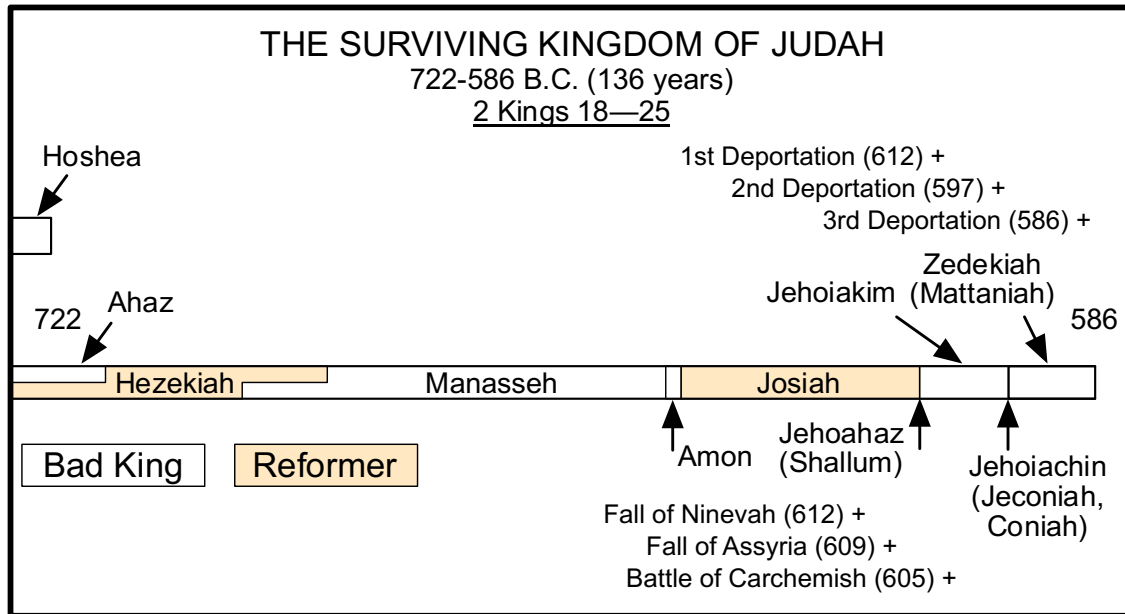 THE SURVIVING KINGDOM OF JUDAH
722-586 B.C. (136 years)
2 Kings 18—25
Hoshea
1st Deportation (612) +
2nd Deportation (597) +
3rd Deportation (586) +
Zedekiah
(Mattaniah)
Jehoiakim
Ahaz
722
586
Hezekiah
Manasseh
Josiah
Bad King
Reformer
Amon
Jehoahaz
(Shallum)
Jehoiachin
(Jeconiah,
Coniah)
Fall of Ninevah (612) +
Fall of Assyria (609) +
Battle of Carchemish (605) +